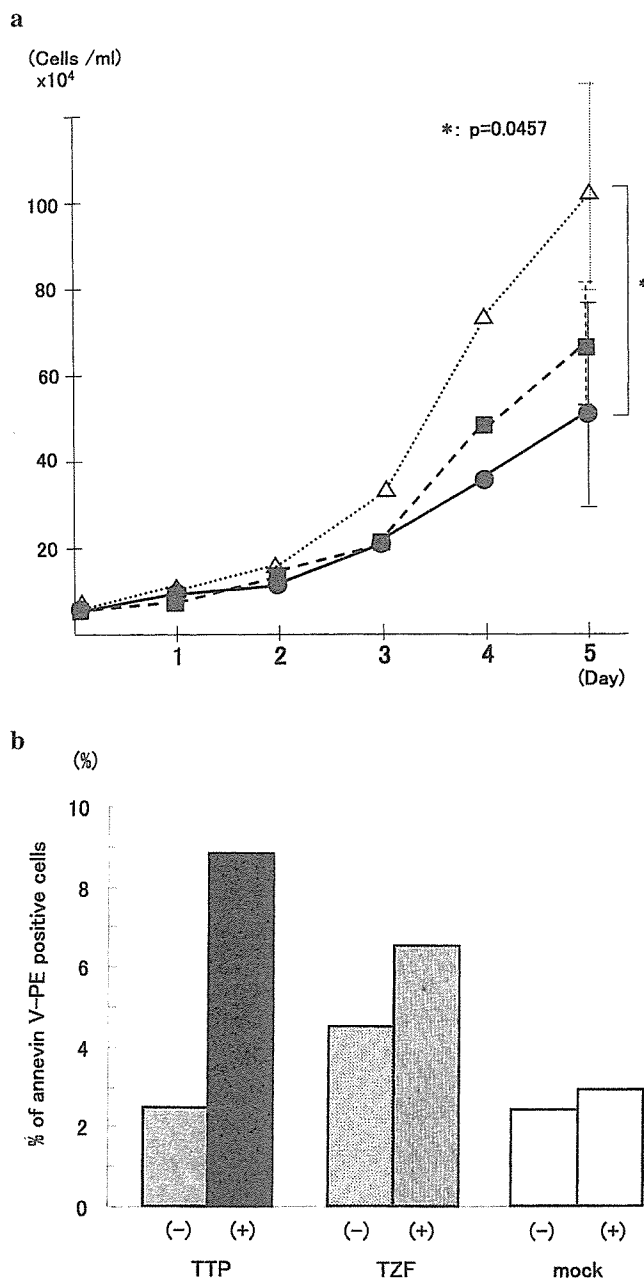 a
(Cells /ml)
x10⁴
*: p=0.0457
100
80
60
40
20
*
1 2 3 4 5
(Day)
b
(%)
% of annevin V-PE positive cells
10
8
6
4
2
0
(-) (+) (-) (+) (-) (+)
TTP TZF mock